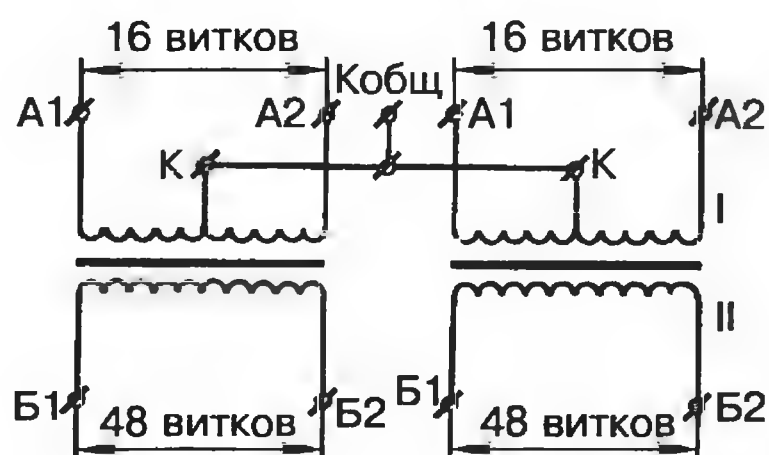 16 витков 16 витков
А1 А2 Кобщ А1 А2
К К
I
II
Б1 Б2 Б1 Б2
48 витков 48 витков